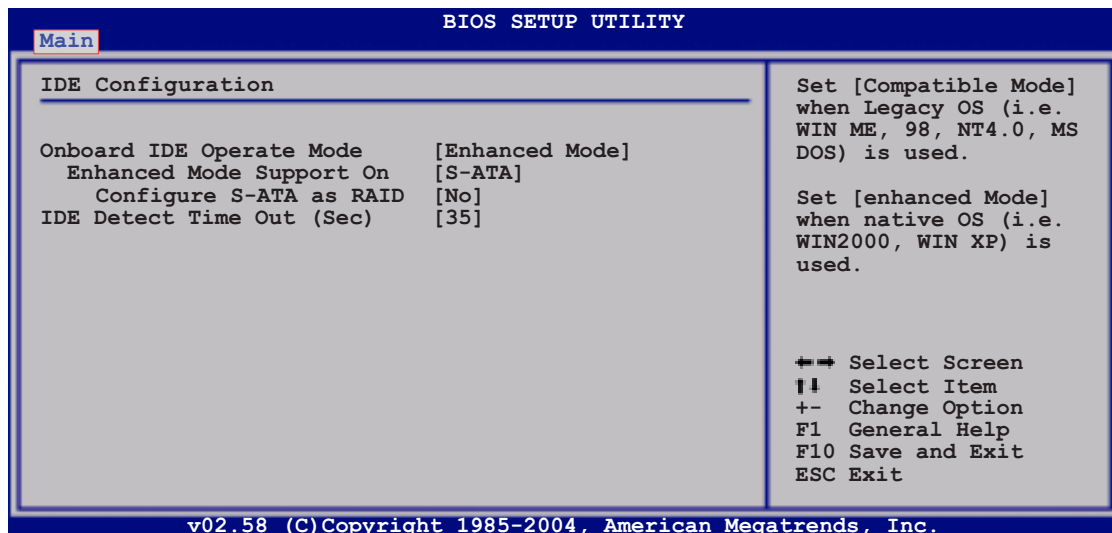 BIOS SETUP UTILITY
Main
IDE Configuration
Onboard IDE Operate Mode [Enhanced Mode]
Enhanced Mode Support On [S-ATA]
Configure S-ATA as RAID [No]
IDE Detect Time Out (Sec) [35]
Set [Compatible Mode]
when Legacy OS (i.e.
WIN ME, 98, NT4.0, MS
DOS) is used.
Set [enhanced Mode]
when native OS (i.e.
WIN2000, WIN XP) is
used.
←→ Select Screen
↑↓ Select Item
+- Change Option
F1 General Help
F10 Save and Exit
ESC Exit
v02.58 (C)Copyright 1985-2004, American Megatrends, Inc.